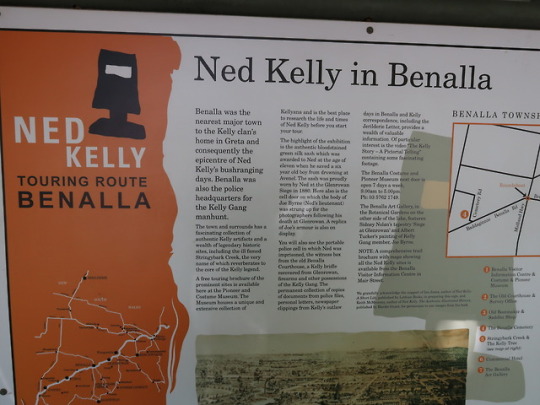 NED
KELLY
TOURING ROUTE
BENALLA
Ned Kelly in Benalla
Benalla was the
nearest major town
to the Kelly clan's
home in Greta and
consequently the
epicentre of Ned
Kelly's bushranging
days. Benalla was
also the police
headquarters for
the Kelly Gang
manhunt.
The town and surrounds has a
fascinating collection of
authentic Kelly artifacts and a
wealth of legendary historic
sites, including the ill famed
Stringybark Creek, the very
name of which reverberates to
the core of the Kelly legend.
A free touring brochure of the
prominent sites is available
here at the Pioneer and
Costume Museum. The
Museum houses a unique and
extensive collection of
Kellyana and is the best place
to research the life and times
of Ned Kelly before you start
your tour.
The highlight of the exhibition
is the authentic bloodstained
green silk sash which was
awarded to Ned at the age of
eleven when he saved a six
year old boy from drowning at
Avenel. The sash was proudly
worn by Ned at the Glenrowan
Siege in 1880. Here also is the
cell door on which the body of
Joe Byrne (Ned's lieutenant)
was strung up for the
photographers following his
death at Glenrowan. A replica
of Joe's armour is also on
display.
You will also see the portable
police cell in which Ned was
imprisoned, the witness box
from the old Benalla
Courthouse, a Kelly bridle
recovered from Glenrowan,
firearms and other possessions
of the Kelly Gang. The
permanent collection of copies
of documents from police files,
personal letters, newspaper
clippings from Kelly's outlaw
days in Benalla and Kelly
correspondence, including the
Jerilderie Letter, provides a
wealth of valuable
information. Of particular
interest is the video "The Kelly
Story – A Pictorial Telling"
containing some fascinating
footage.
The Benalla Costume and
Pioneer Museum next door is
open 7 days a week.
9.00am to 5.00pm.
Ph: 03 5762 1749.
The Benalla Art Gallery, in
the Botanical Gardens on the
other side of the lake, features
Sidney Nolan's tapestry Siege
at Glenrowan and Albert
Tucker's painting of Kelly
Gang member, Joe Byrne.
NOTE: A comprehensive tour
brochure with maps showing
all the Ned Kelly sites is
available from the Benalla
Visitor Information Centre in
Mair Street.
BENALLA TOWNSH
Benalla Visitor
Information Centre &
Costume & Pioneer
Museum
The Old Courthouse &
The Benalla Cemetery
Stringybark Creek &
The Kelly Tree
(see map at right)
Hotel
The Benalla
Art Gallery